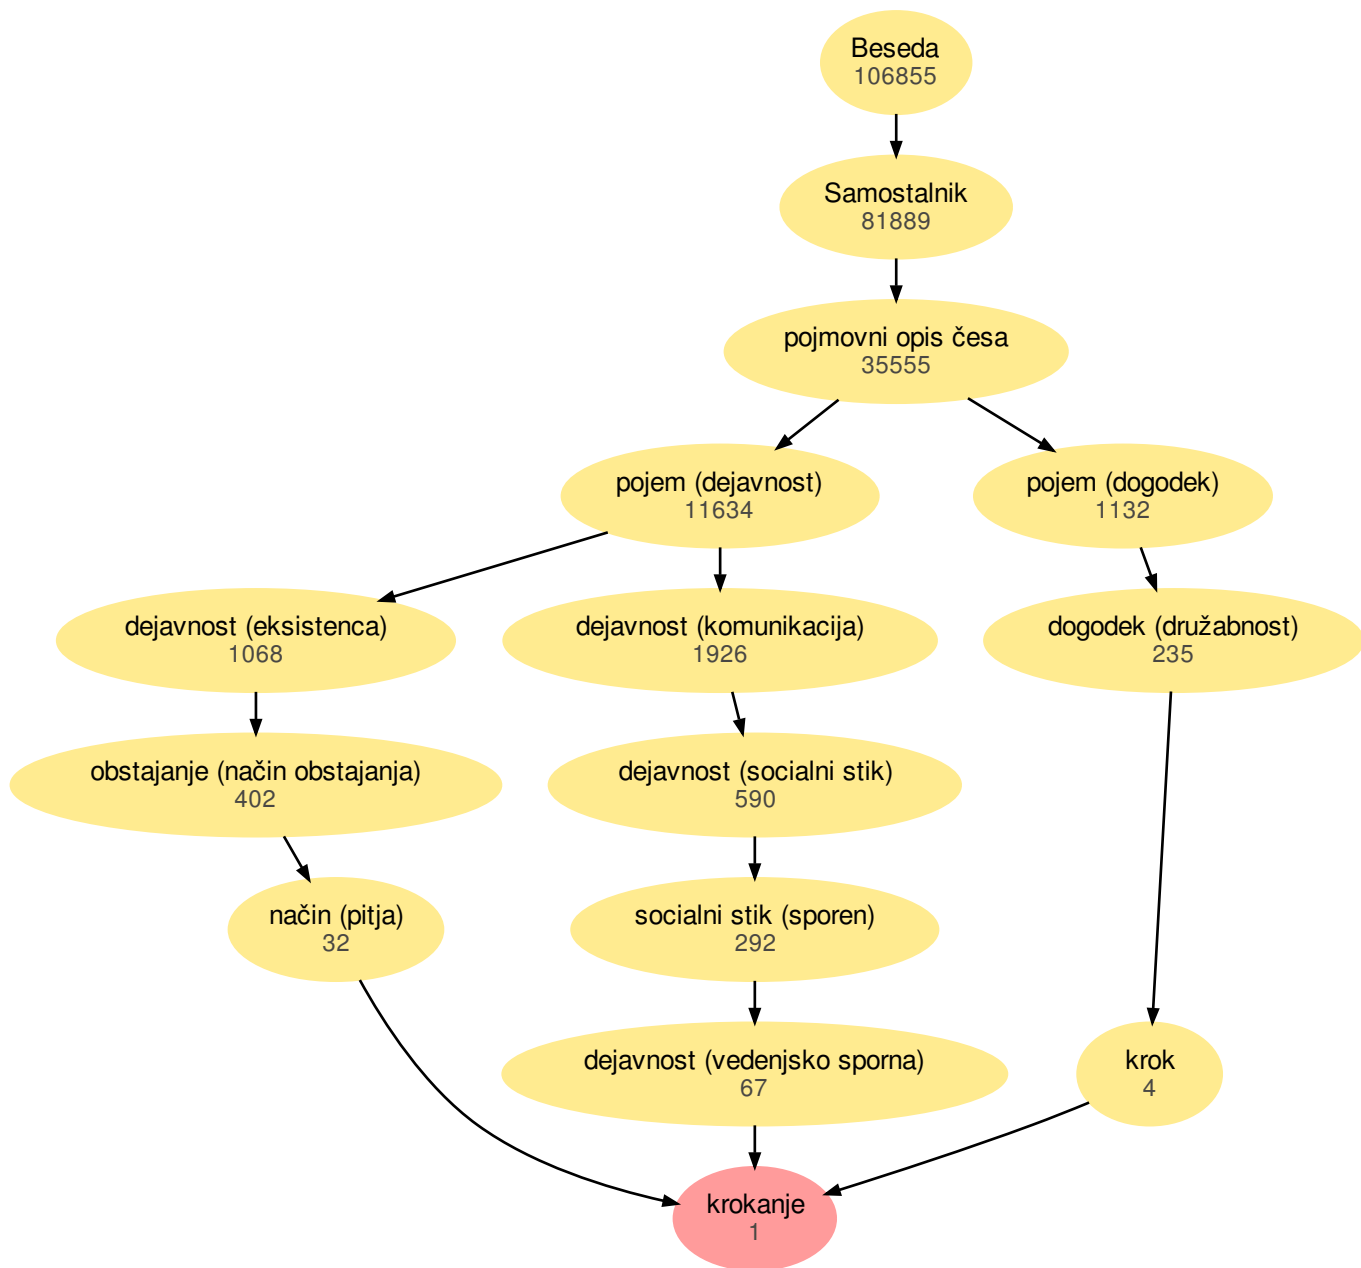 Beseda
106855
Samostalnik
81889
pojmovni opis česa
35555
pojem (dejavnost)
11634
pojem (dogodek)
1132
dejavnost (eksistenca)
1068
dejavnost (komunikacija)
1926
dogodek (družabnost)
235
obstajanje (način obstajanja)
402
dejavnost (socialni stik)
590
način (pitja)
32
socialni stik (sporen)
292
dejavnost (vedenjsko sporna)
67
krok
4
krokanje
1